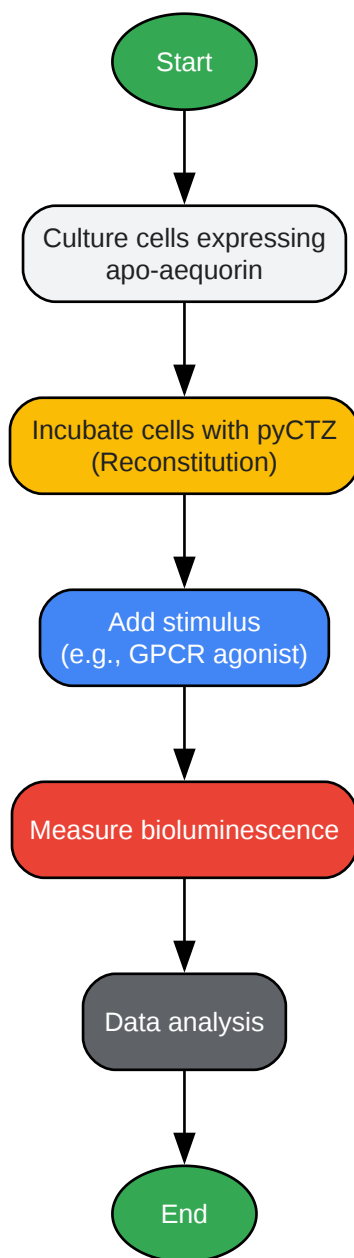 Start
Culture cells expressing
apo-aequorin
Incubate cells with pyCTZ
(Reconstitution)
Add stimulus
(e.g., GPCR agonist)
Measure bioluminescence
Data analysis
End